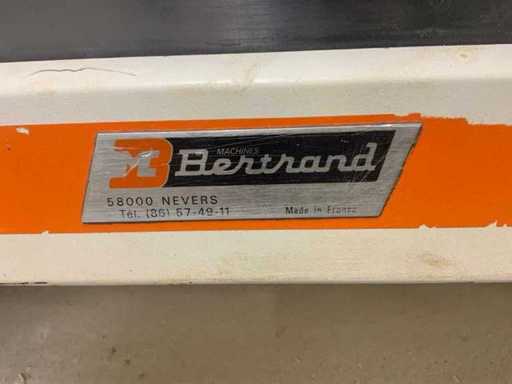 B MACHINES
Bertrand
58000 NEVERS
Tél. (86) 57-49-11
Made in France